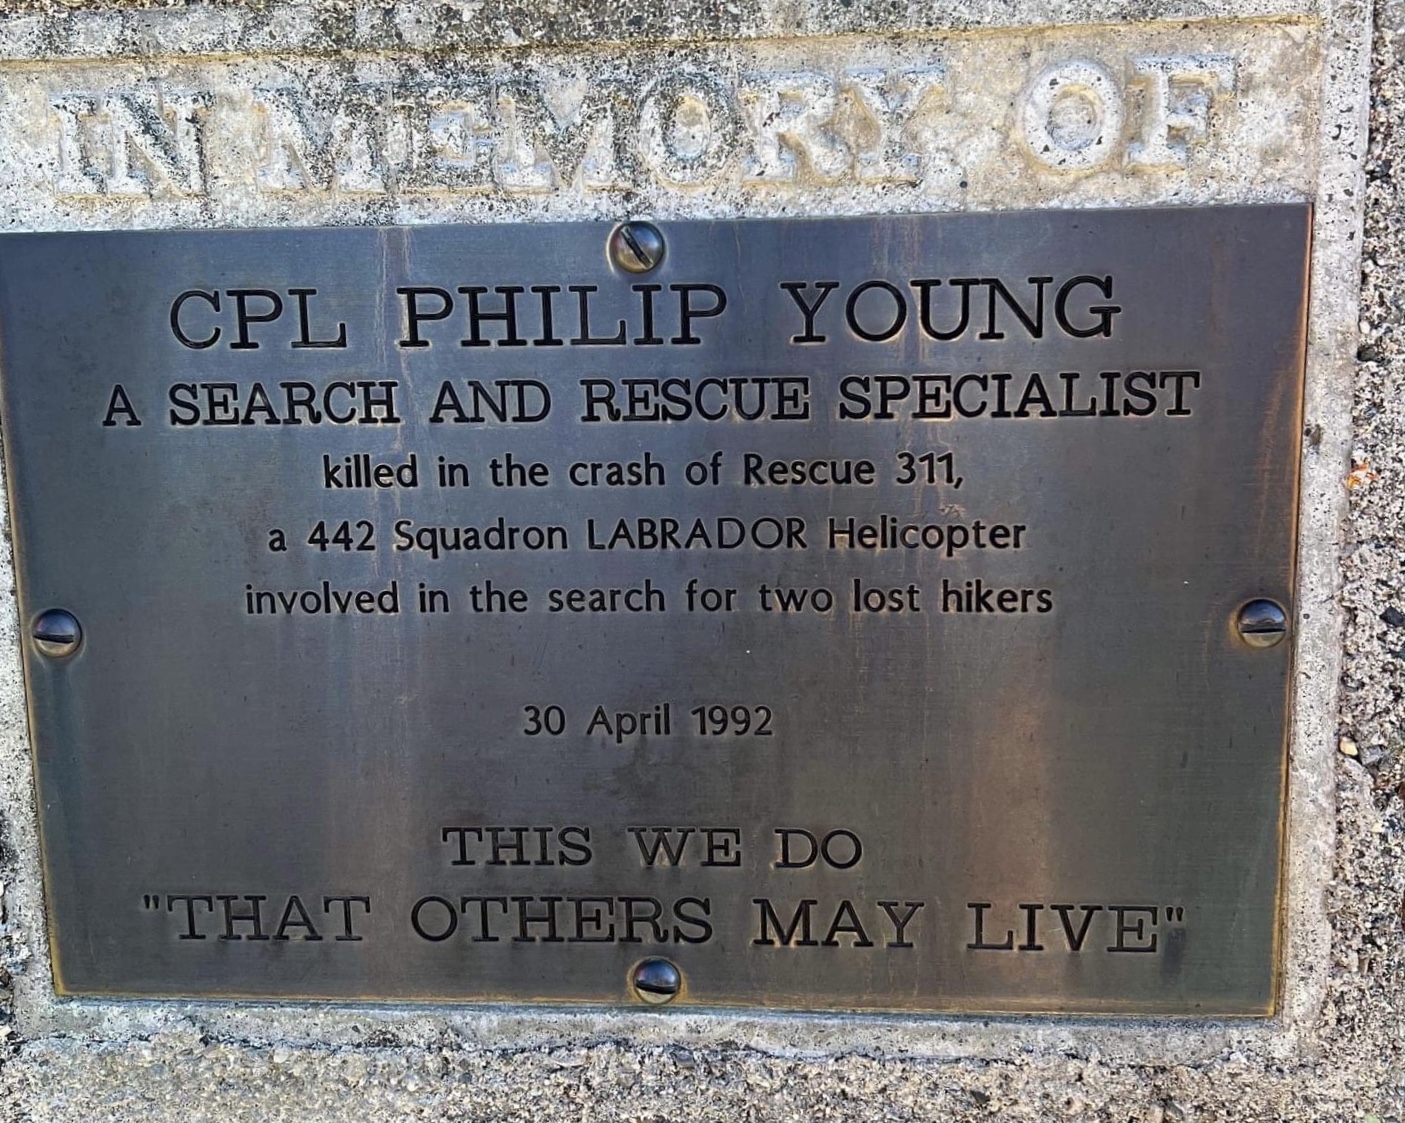 IN MEMORY OF
CPL PHILIP YOUNG
A SEARCH AND RESCUE SPECIALIST
killed in the crash of Rescue 311,
a 442 Squadron LABRADOR Helicopter
involved in the search for two lost hikers
30 April 1992
THIS WE DO
"THAT OTHERS MAY LIVE"